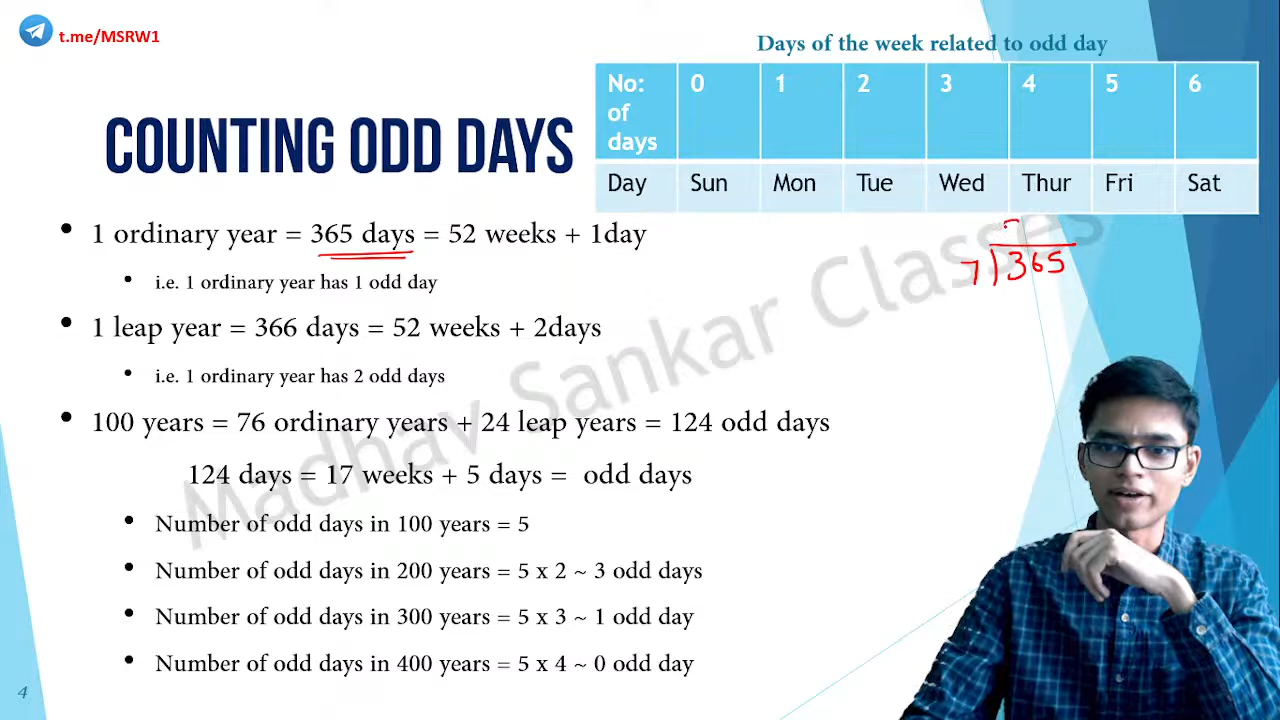 t.me/MSRW1
Days of the week related to odd day
No: of days 0 1 2 3 4 5 6
Day Sun Mon Tue Wed Thur Fri Sat
COUNTING ODD DAYS
• 1 ordinary year = 365 days = 52 weeks + 1day
• i.e. 1 ordinary year has 1 odd day
7)365
• 1 leap year = 366 days = 52 weeks + 2days
• i.e. 1 ordinary year has 2 odd days
• 100 years = 76 ordinary years + 24 leap years = 124 odd days
124 days = 17 weeks + 5 days = odd days
• Number of odd days in 100 years = 5
• Number of odd days in 200 years = 5 x 2 ~ 3 odd days
• Number of odd days in 300 years = 5 x 3 ~ 1 odd day
• Number of odd days in 400 years = 5 x 4 ~ 0 odd day
Madhav Sankar Classes
4